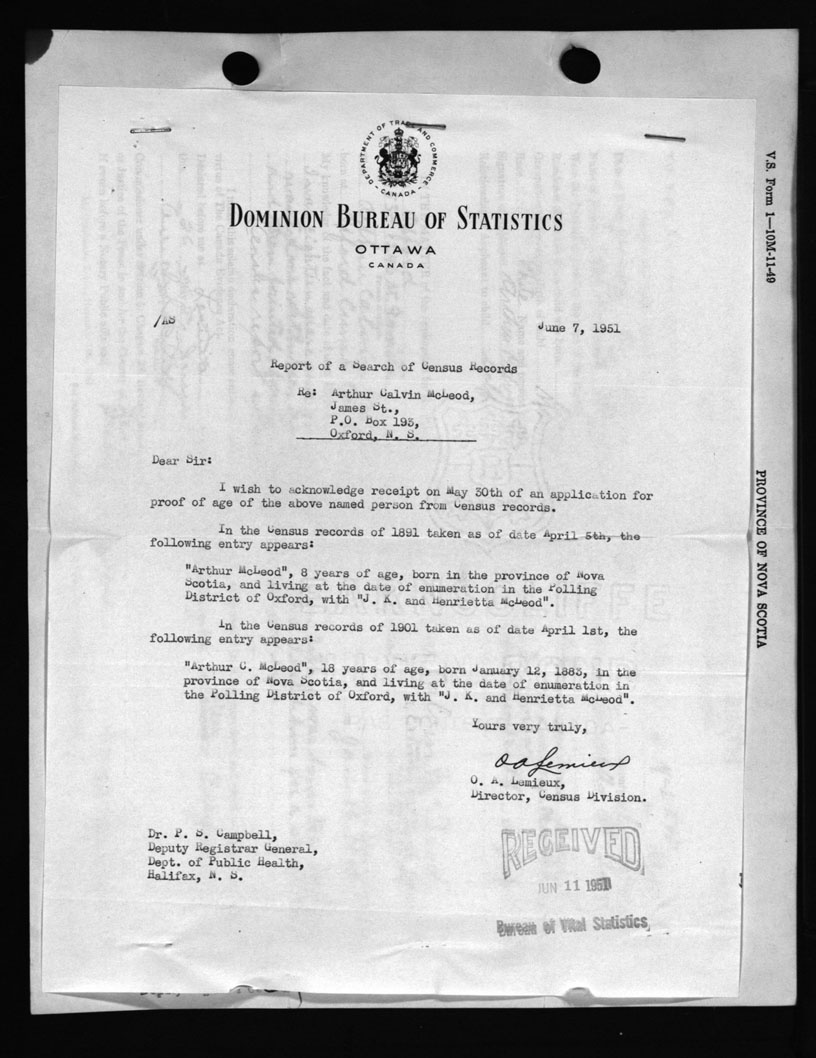 DEPARTMENT OF TRADE AND COMMERCE
CANADA
DOMINION BUREAU OF STATISTICS
OTTAWA
CANADA
/AS
June 7, 1951
Report of a Search of Census Records
Re: Arthur Calvin McLeod,
James St.,
P.O. Box 193,
Oxford, N. S.
Dear Sir:
I wish to acknowledge receipt on May 30th of an application for
proof of age of the above named person from Census records.
In the Census records of 1891 taken as of date April 5th, the
following entry appears:
"Arthur McLeod", 8 years of age, born in the province of Nova
Scotia, and living at the date of enumeration in the Polling
District of Oxford, with "J. K. and Henrietta McLeod".
In the Census records of 1901 taken as of date April 1st, the
following entry appears:
"Arthur C. McLeod", 18 years of age, born January 12, 1883, in the
province of Nova Scotia, and living at the date of enumeration in
the Polling District of Oxford, with "J. K. and Henrietta McLeod".
Yours very truly,
O A Lemieux
O. A. Lemieux,
Director, Census Division.
Dr. P. S. Campbell,
Deputy Registrar General,
Dept. of Public Health,
Halifax, N. S.
RECEIVED
JUN 11 1951
Bureau of Vital Statistics
V.S. Form 1—10M-11-49
PROVINCE OF NOVA SCOTIA